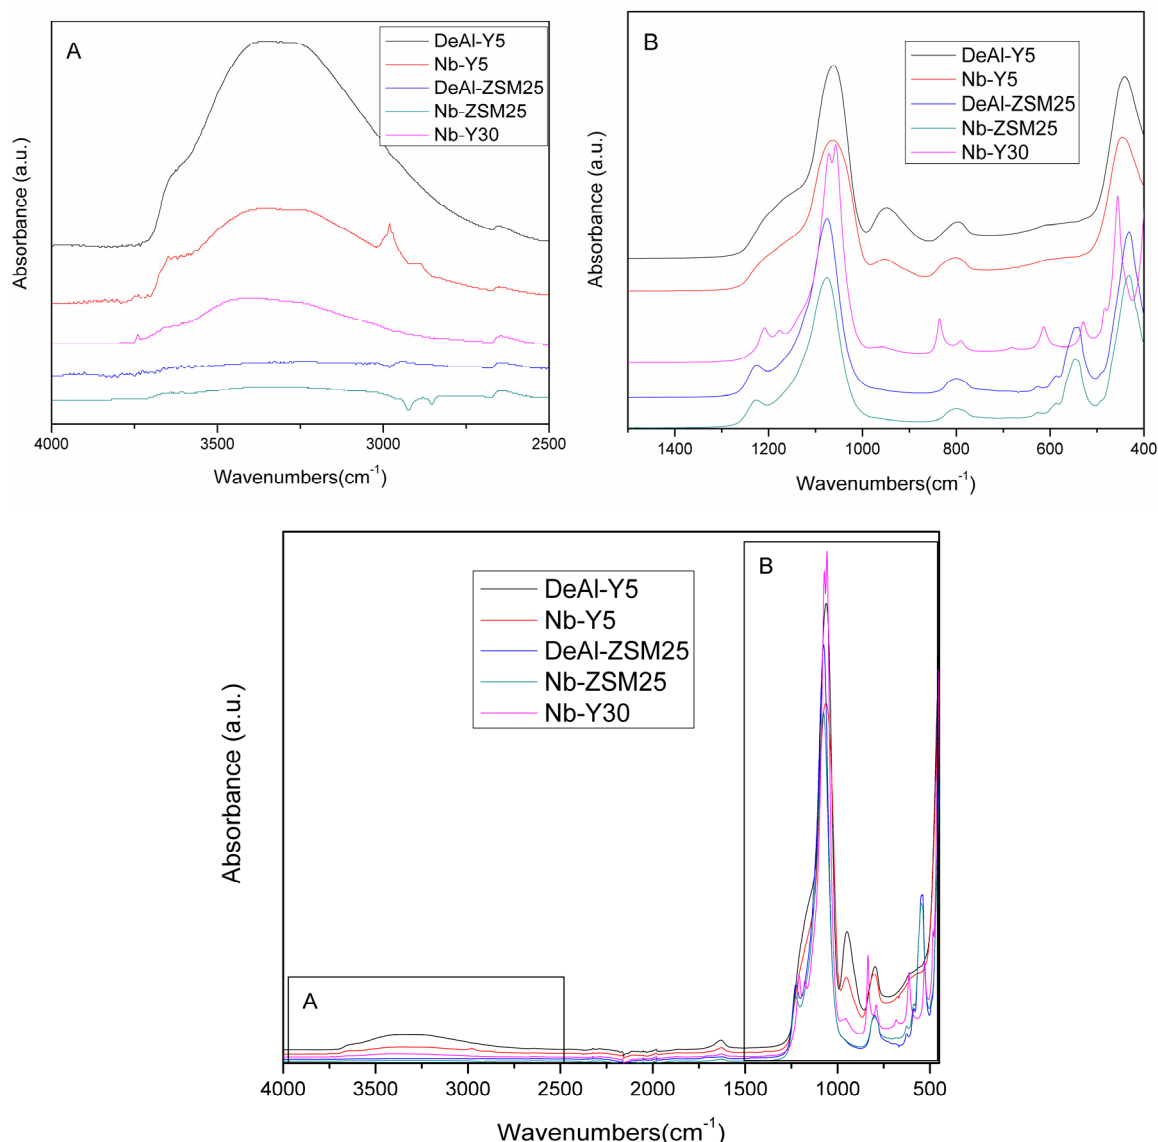 A
DeAl-Y5
Nb-Y5
DeAl-ZSM25
Nb-ZSM25
Nb-Y30
Absorbance (a.u.)
4000 3500 3000 2500
Wavenumbers(cm⁻¹)
B
DeAl-Y5
Nb-Y5
DeAl-ZSM25
Nb-ZSM25
Nb-Y30
Absorbance (a.u.)
1400 1200 1000 800 600 400
Wavenumbers(cm⁻¹)
B
DeAl-Y5
Nb-Y5
DeAl-ZSM25
Nb-ZSM25
Nb-Y30
Absorbance (a.u.)
A
4000 3500 3000 2500 2000 1500 1000 500
Wavenumbers(cm⁻¹)